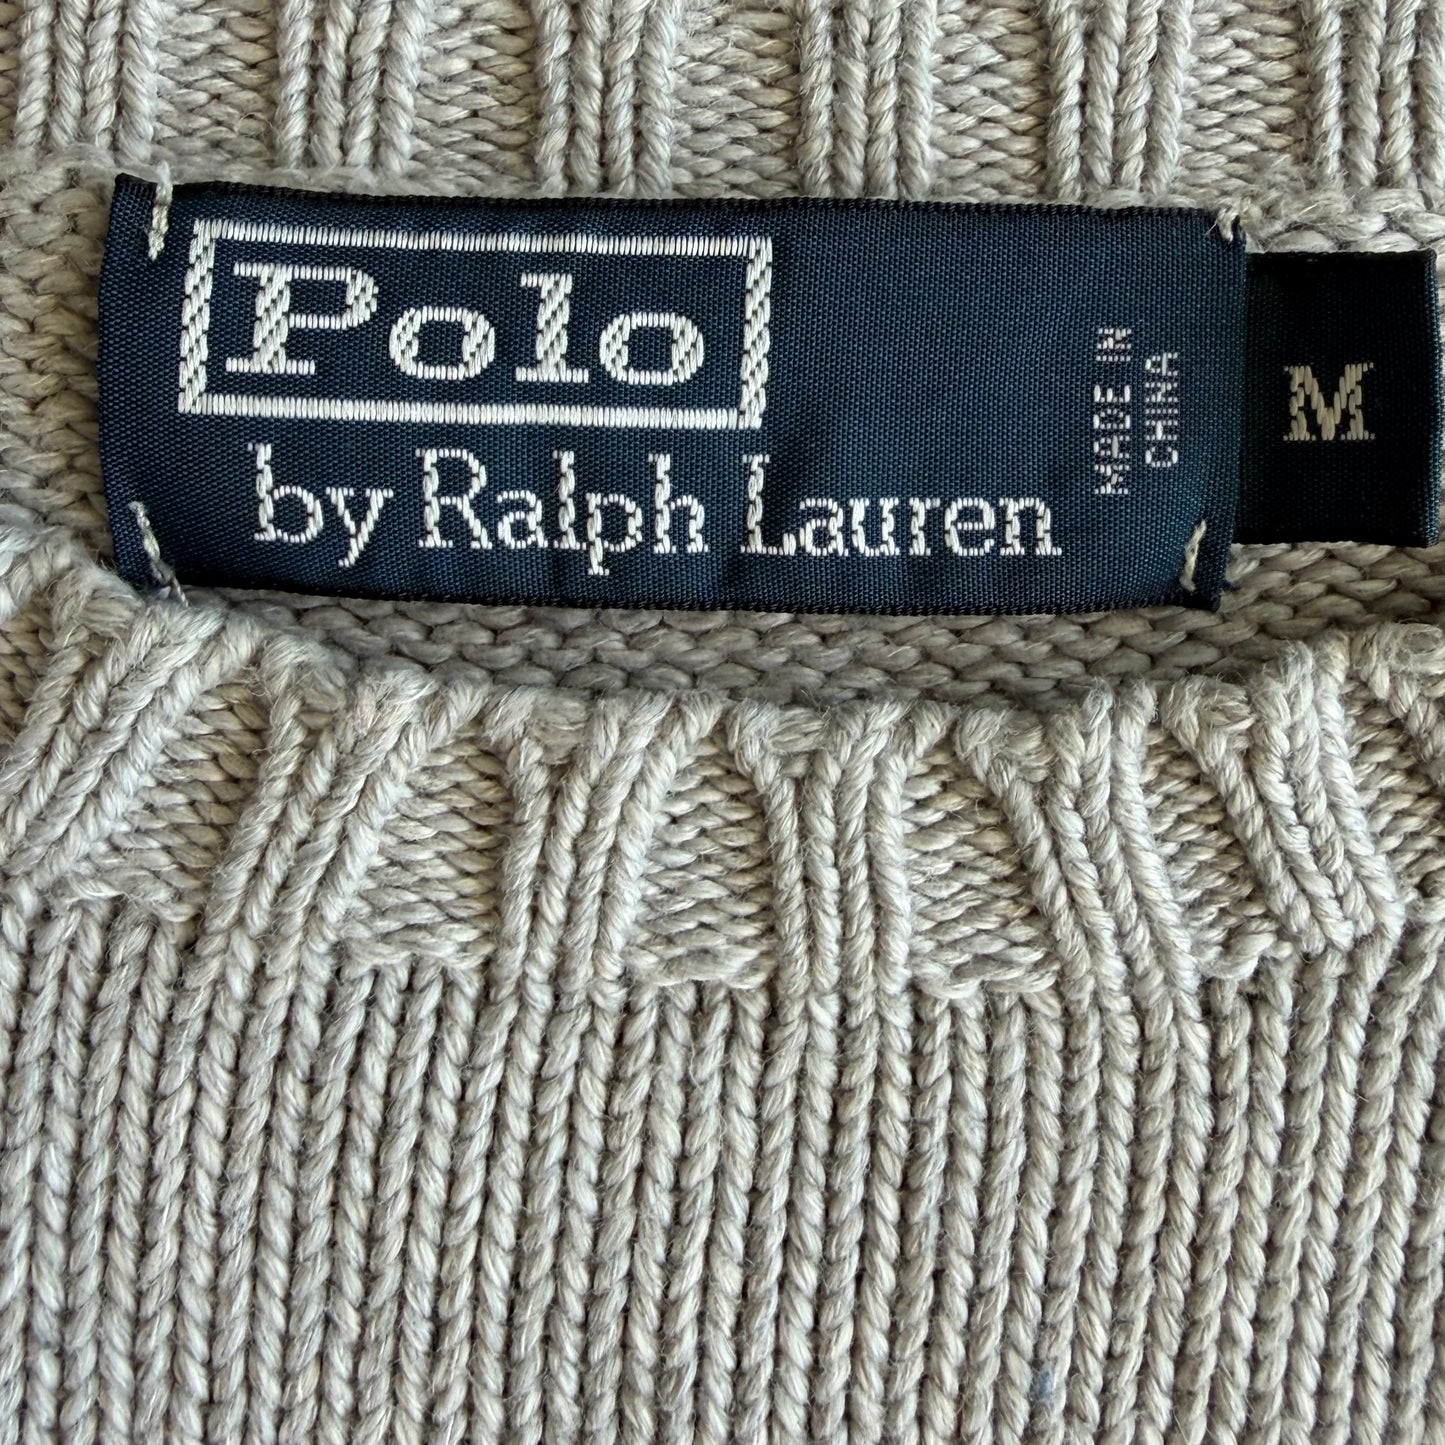 Polo
by Ralph Lauren
MADE IN
CHINA
M